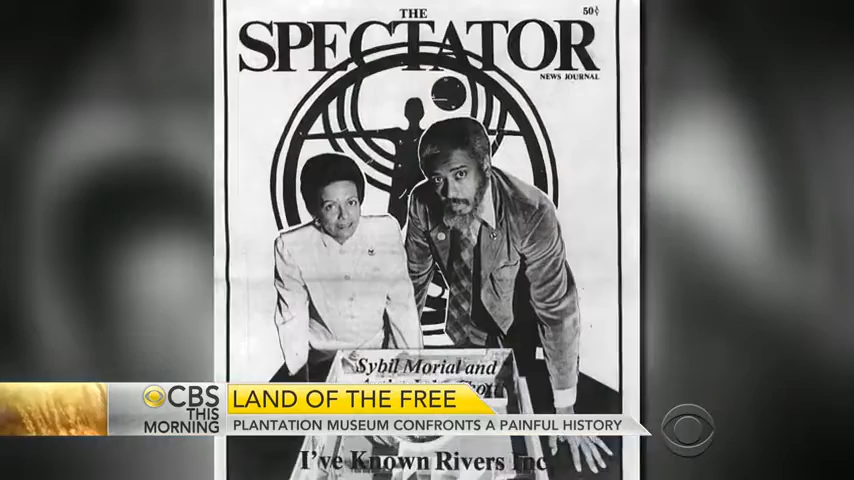 THE
50¢
SPECTATOR
NEWS JOURNAL
Sybil Morial and
CBS
THIS
MORNING
LAND OF THE FREE
PLANTATION MUSEUM CONFRONTS A PAINFUL HISTORY
I've Known Rivers Inc